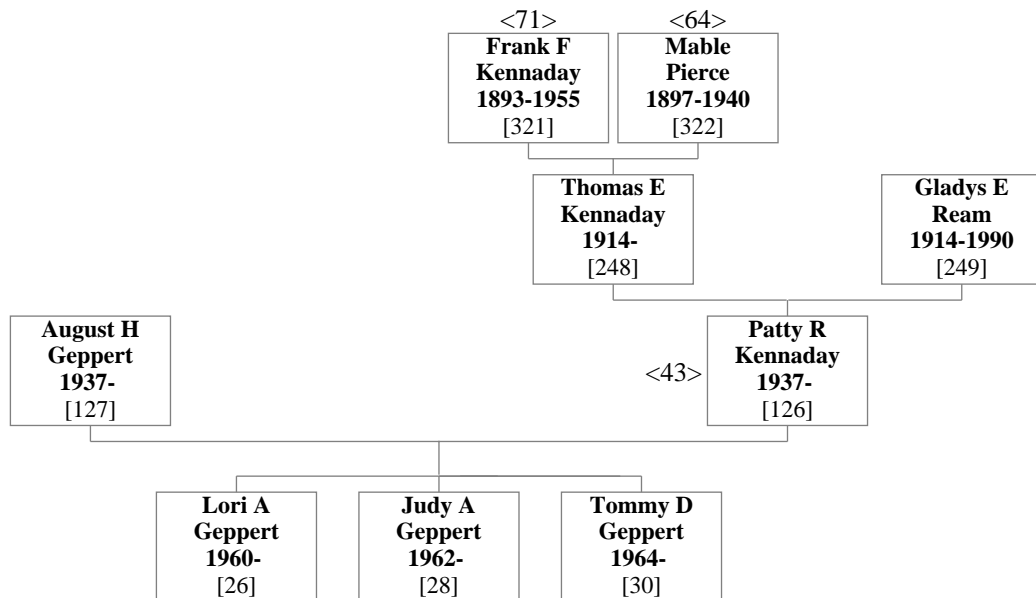 <71>
Frank F
Kennaday
1893-1955
[321]
<64>
Mable
Pierce
1897-1940
[322]
Thomas E
Kennaday
1914-
[248]
Gladys E
Ream
1914-1990
[249]
August H
Geppert
1937-
[127]
<43>
Patty R
Kennaday
1937-
[126]
Lori A
Geppert
1960-
[26]
Judy A
Geppert
1962-
[28]
Tommy D
Geppert
1964-
[30]